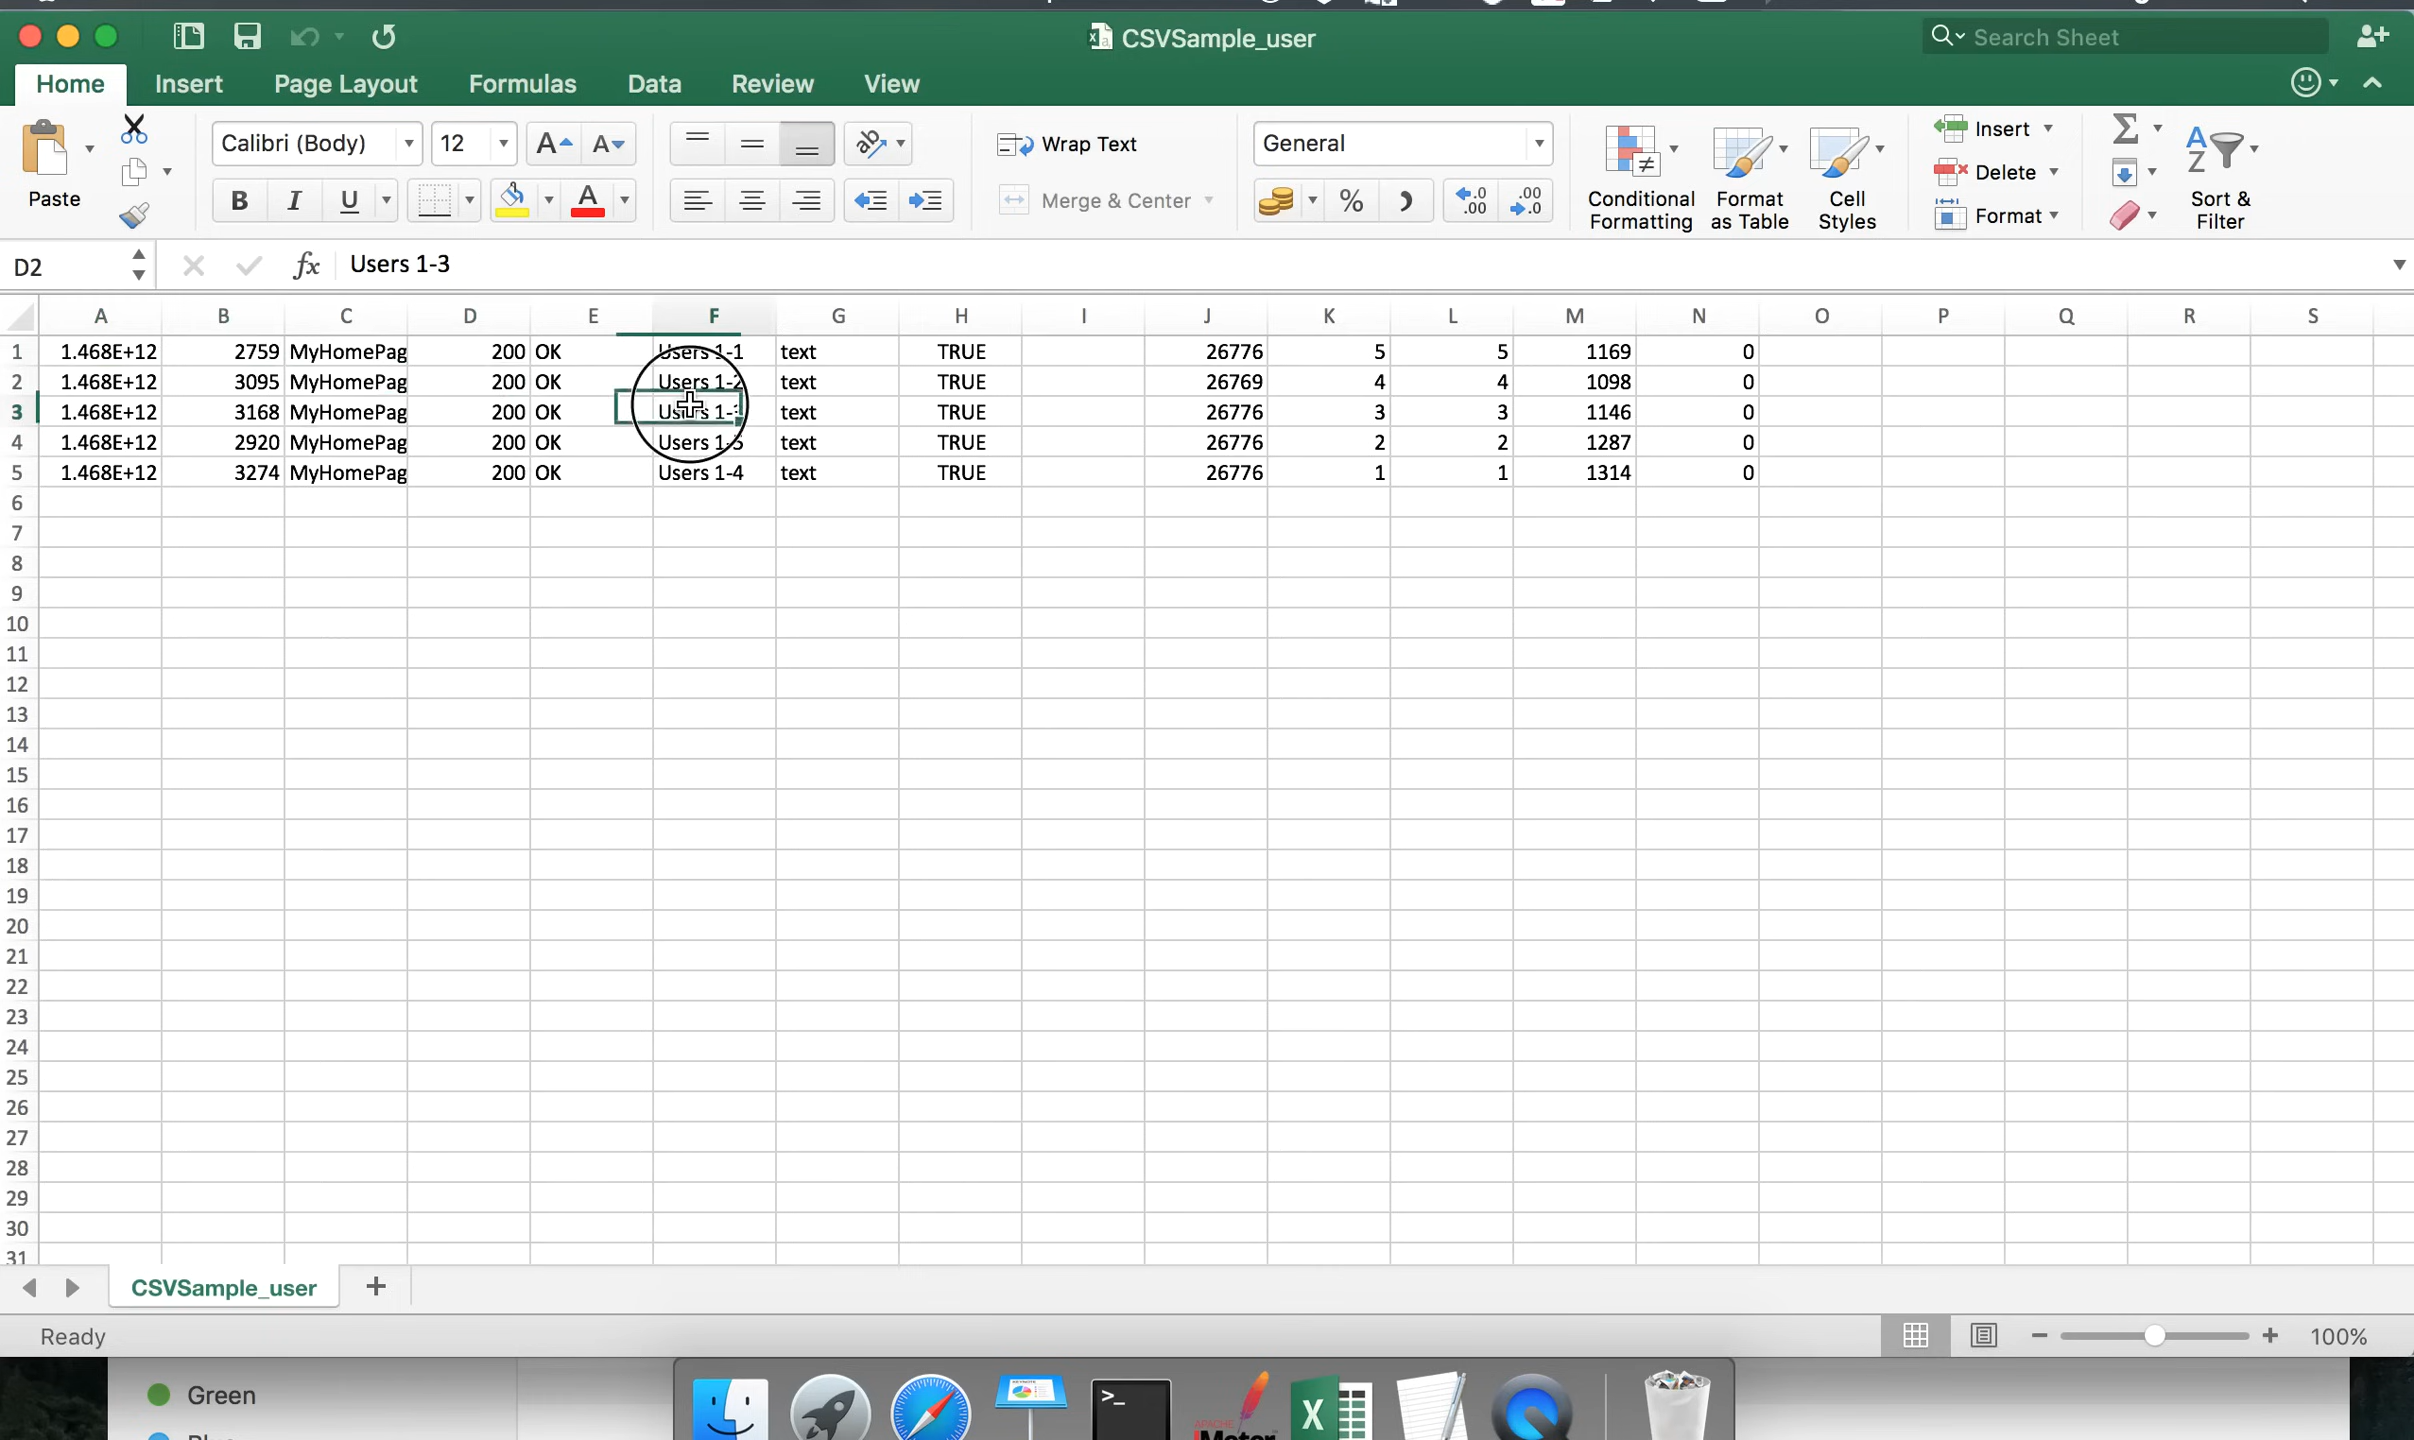 CSVSample_user
Search Sheet
Home Insert Page Layout Formulas Data Review View
Paste
Calibri (Body) 12
Wrap Text
Merge & Center
General
Conditional Formatting
Format as Table
Cell Styles
Insert
Delete
Format
Sort & Filter
D2 fx Users 1-3
A B C D E F G H I J K L M N O P Q R S
1 1.468E+12 2759 MyHomePag 200 OK Users 1-1 text TRUE 26776 5 5 1169 0
2 1.468E+12 3095 MyHomePag 200 OK Users 1-2 text TRUE 26769 4 4 1098 0
3 1.468E+12 3168 MyHomePag 200 OK Users 1-3 text TRUE 26776 3 3 1146 0
4 1.468E+12 2920 MyHomePag 200 OK Users 1-5 text TRUE 26776 2 2 1287 0
5 1.468E+12 3274 MyHomePag 200 OK Users 1-4 text TRUE 26776 1 1 1314 0
6
7
8
9
10
11
12
13
14
15
16
17
18
19
20
21
22
23
24
25
26
27
28
29
30
31
CSVSample_user
Ready
100%
Green
APACHE